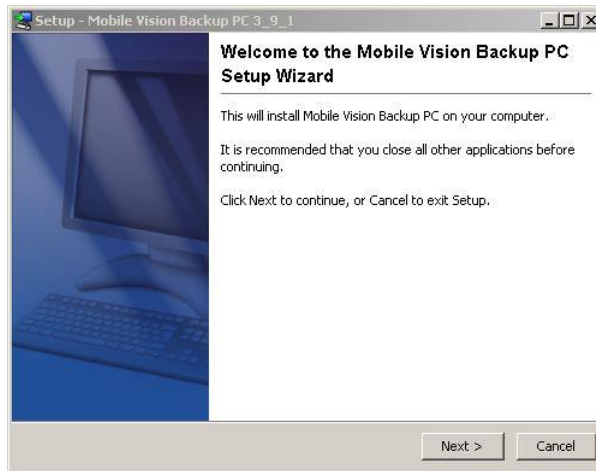 Setup - Mobile Vision Backup PC 3_9_1
Welcome to the Mobile Vision Backup PC
Setup Wizard
This will install Mobile Vision Backup PC on your computer.
It is recommended that you close all other applications before
continuing.
Click Next to continue, or Cancel to exit Setup.
Next > Cancel